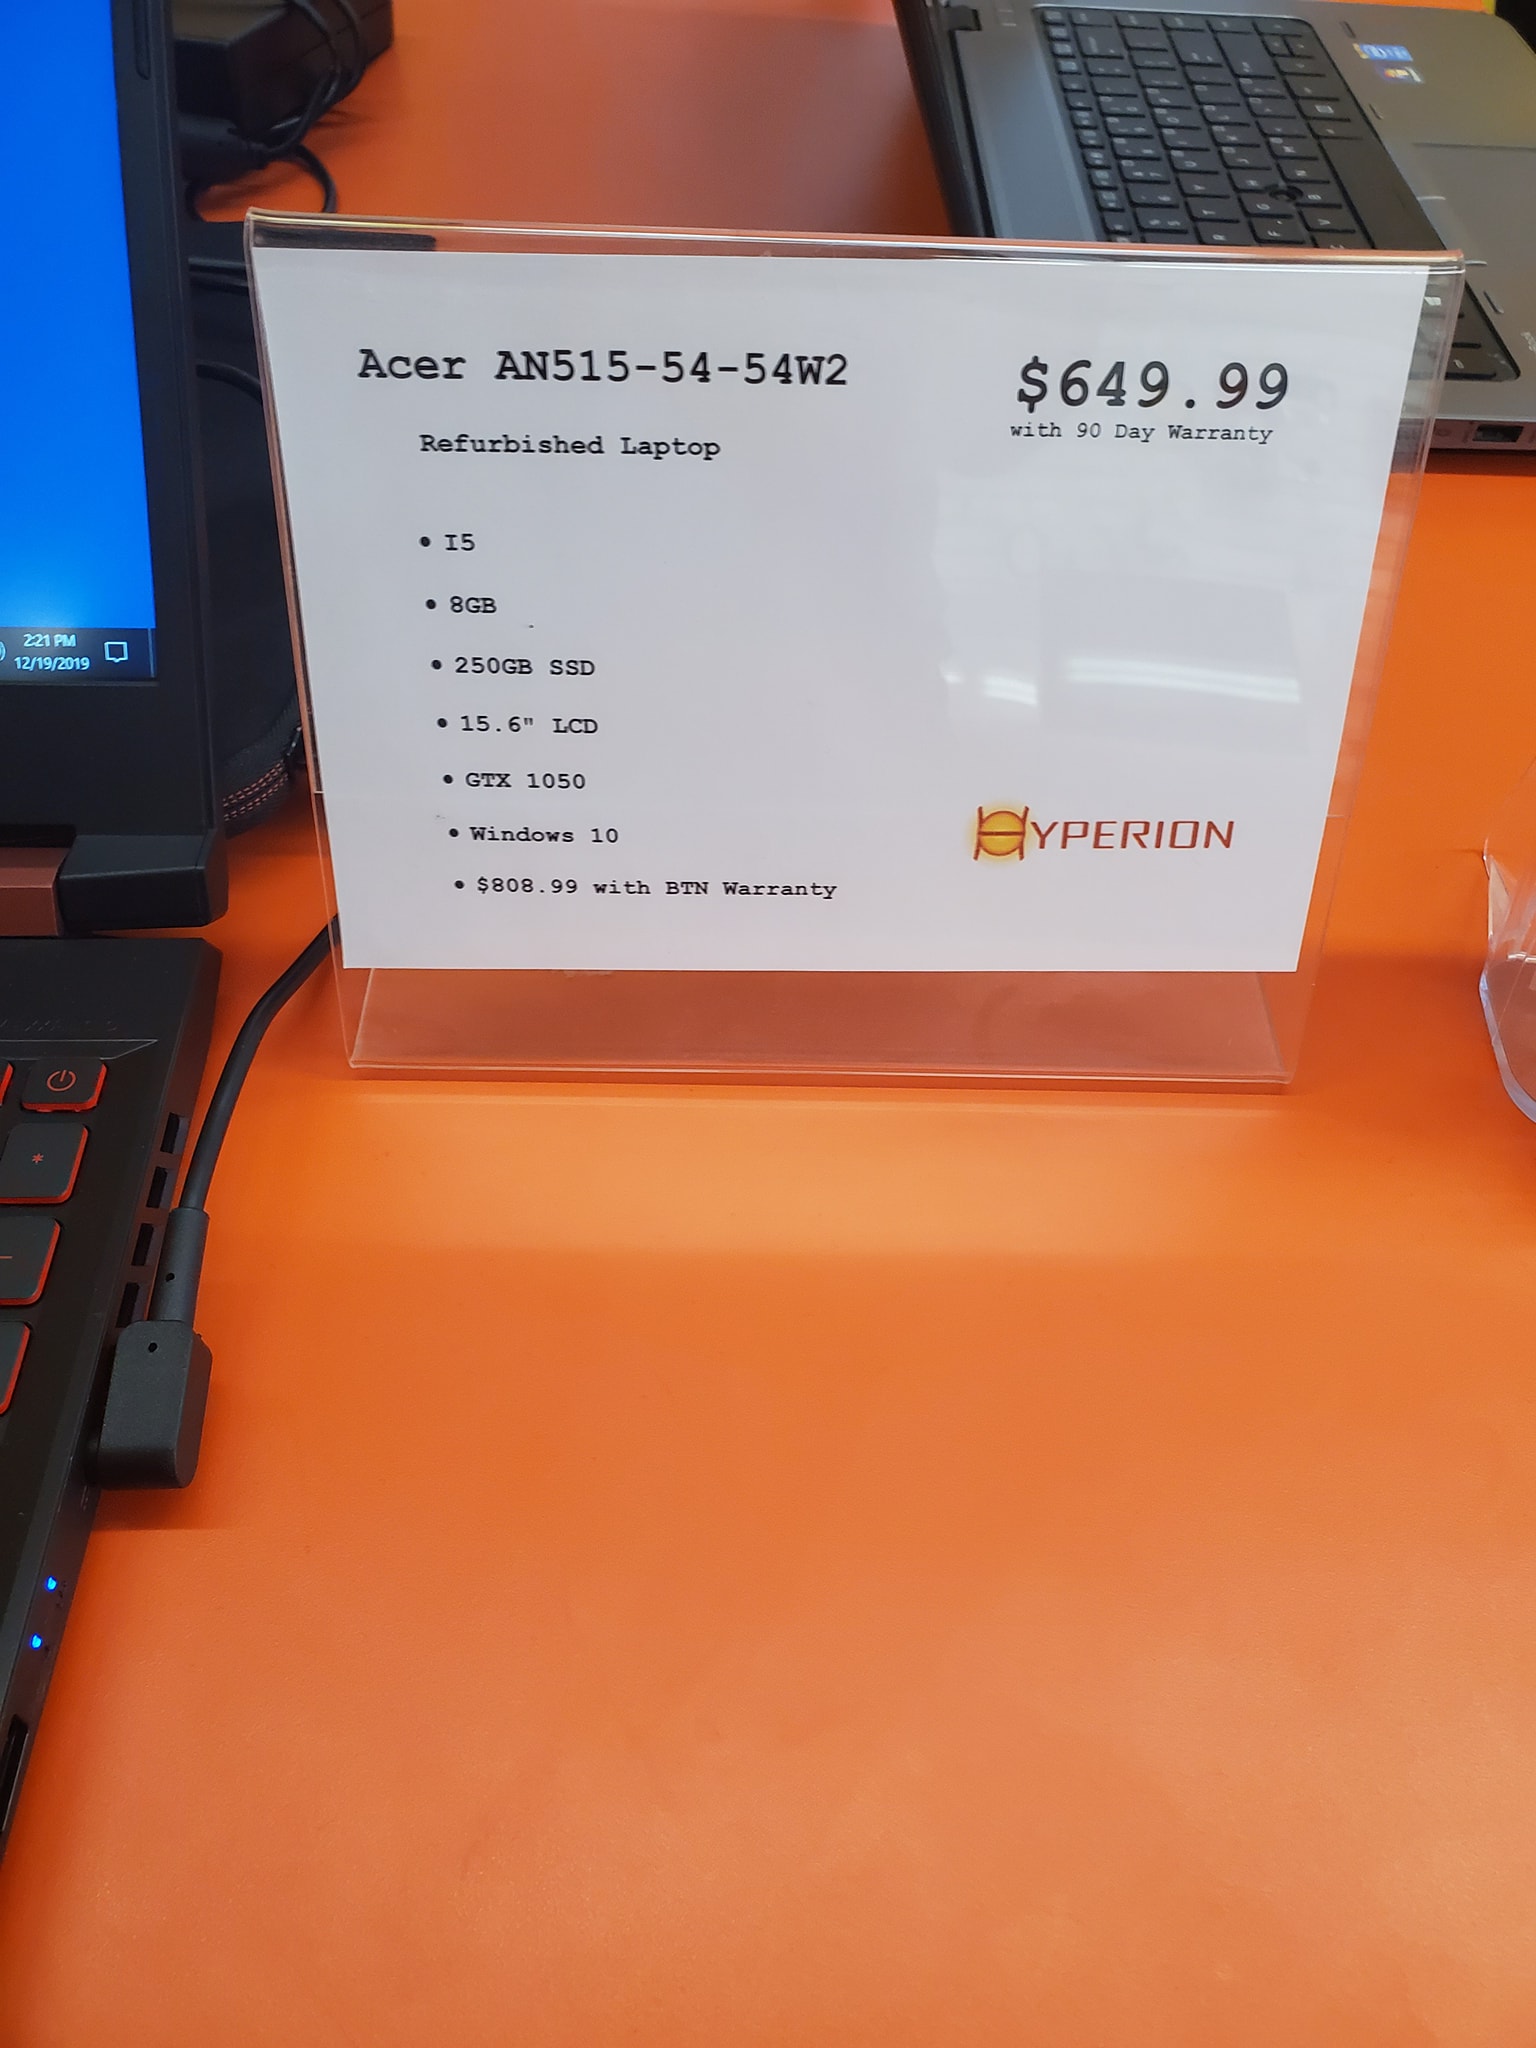 Acer AN515-54-54W2
$649.99
with 90 Day Warranty
Refurbished Laptop
• I5
• 8GB
• 250GB SSD
• 15.6" LCD
• GTX 1050
• Windows 10
• $808.99 with BTN Warranty
HYPERION
2:21 PM
12/19/2019